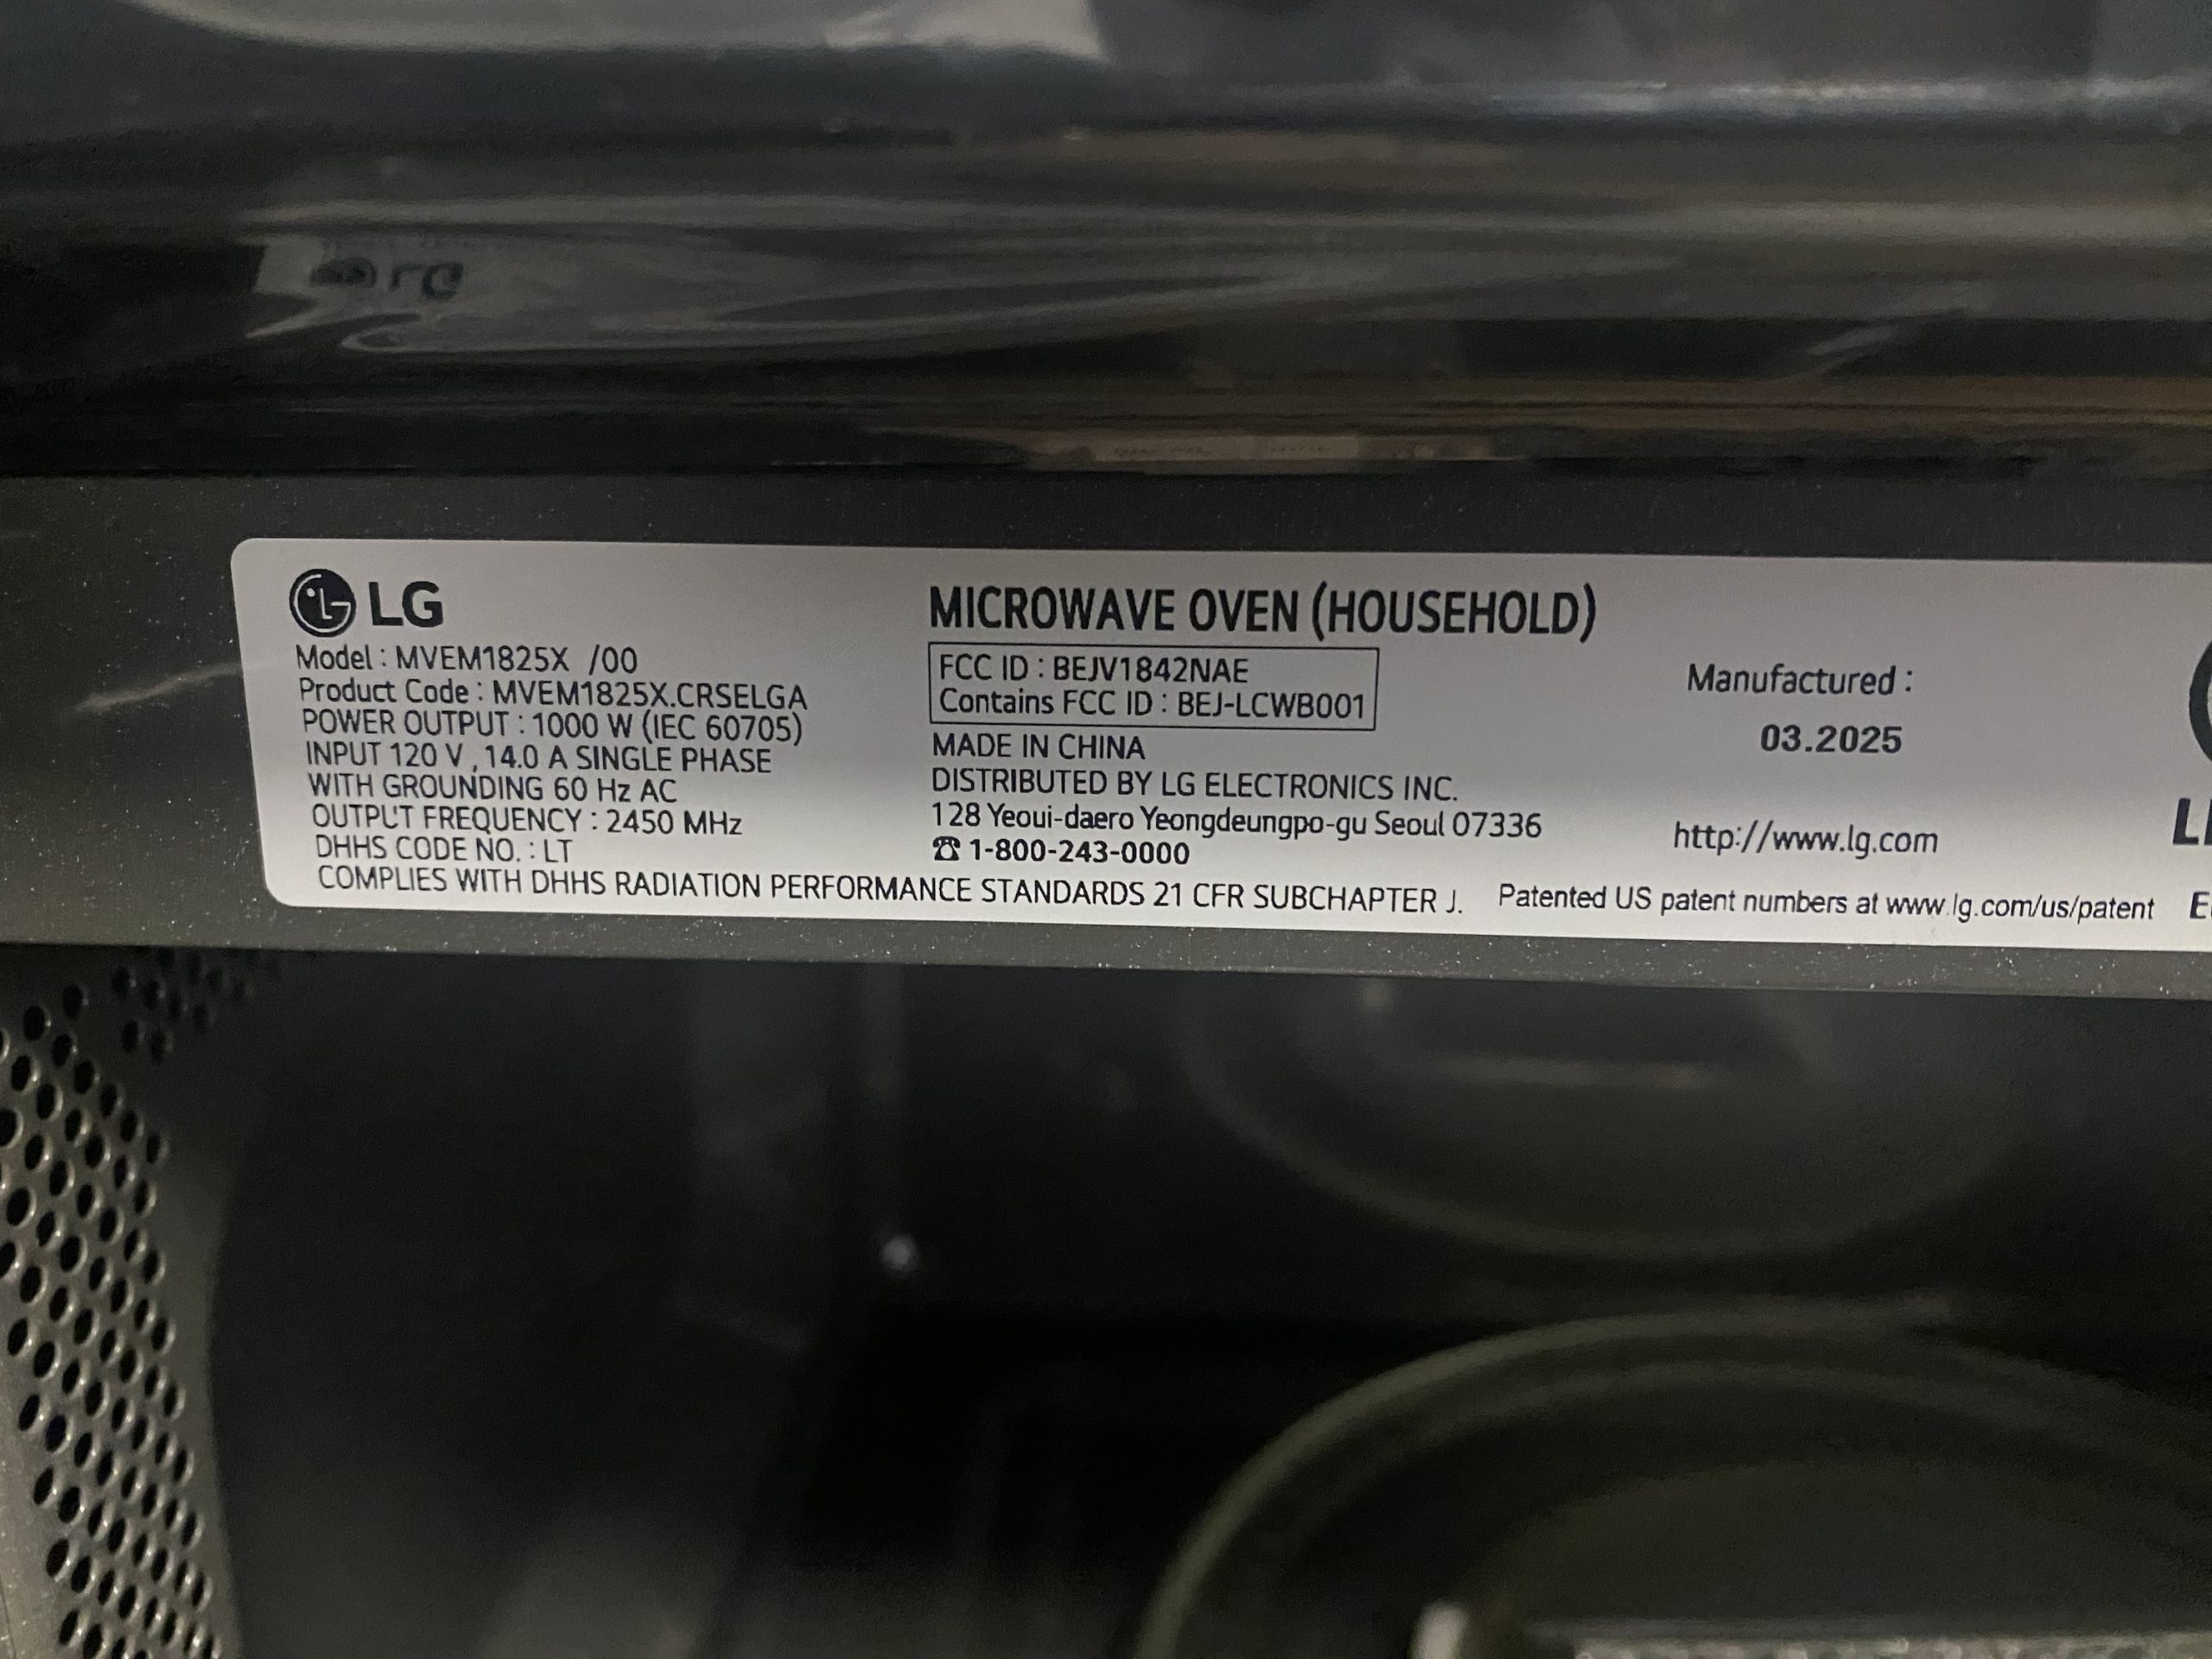 LG
Model : MVEM1825X /00
Product Code : MVEM1825X.CRSELGA
POWER OUTPUT : 1000 W (IEC 60705)
INPUT 120 V , 14.0 A SINGLE PHASE
WITH GROUNDING 60 Hz AC
OUTPUT FREQUENCY : 2450 MHz
DHHS CODE NO. : LT
COMPLIES WITH DHHS RADIATION PERFORMANCE STANDARDS 21 CFR SUBCHAPTER J.
MICROWAVE OVEN (HOUSEHOLD)
FCC ID : BEJV1842NAE
Contains FCC ID : BEJ-LCWB001
MADE IN CHINA
DISTRIBUTED BY LG ELECTRONICS INC.
128 Yeoui-daero Yeongdeungpo-gu Seoul 07336
☎ 1-800-243-0000
Manufactured :
03.2025
http://www.lg.com
Patented US patent numbers at www.lg.com/us/patent